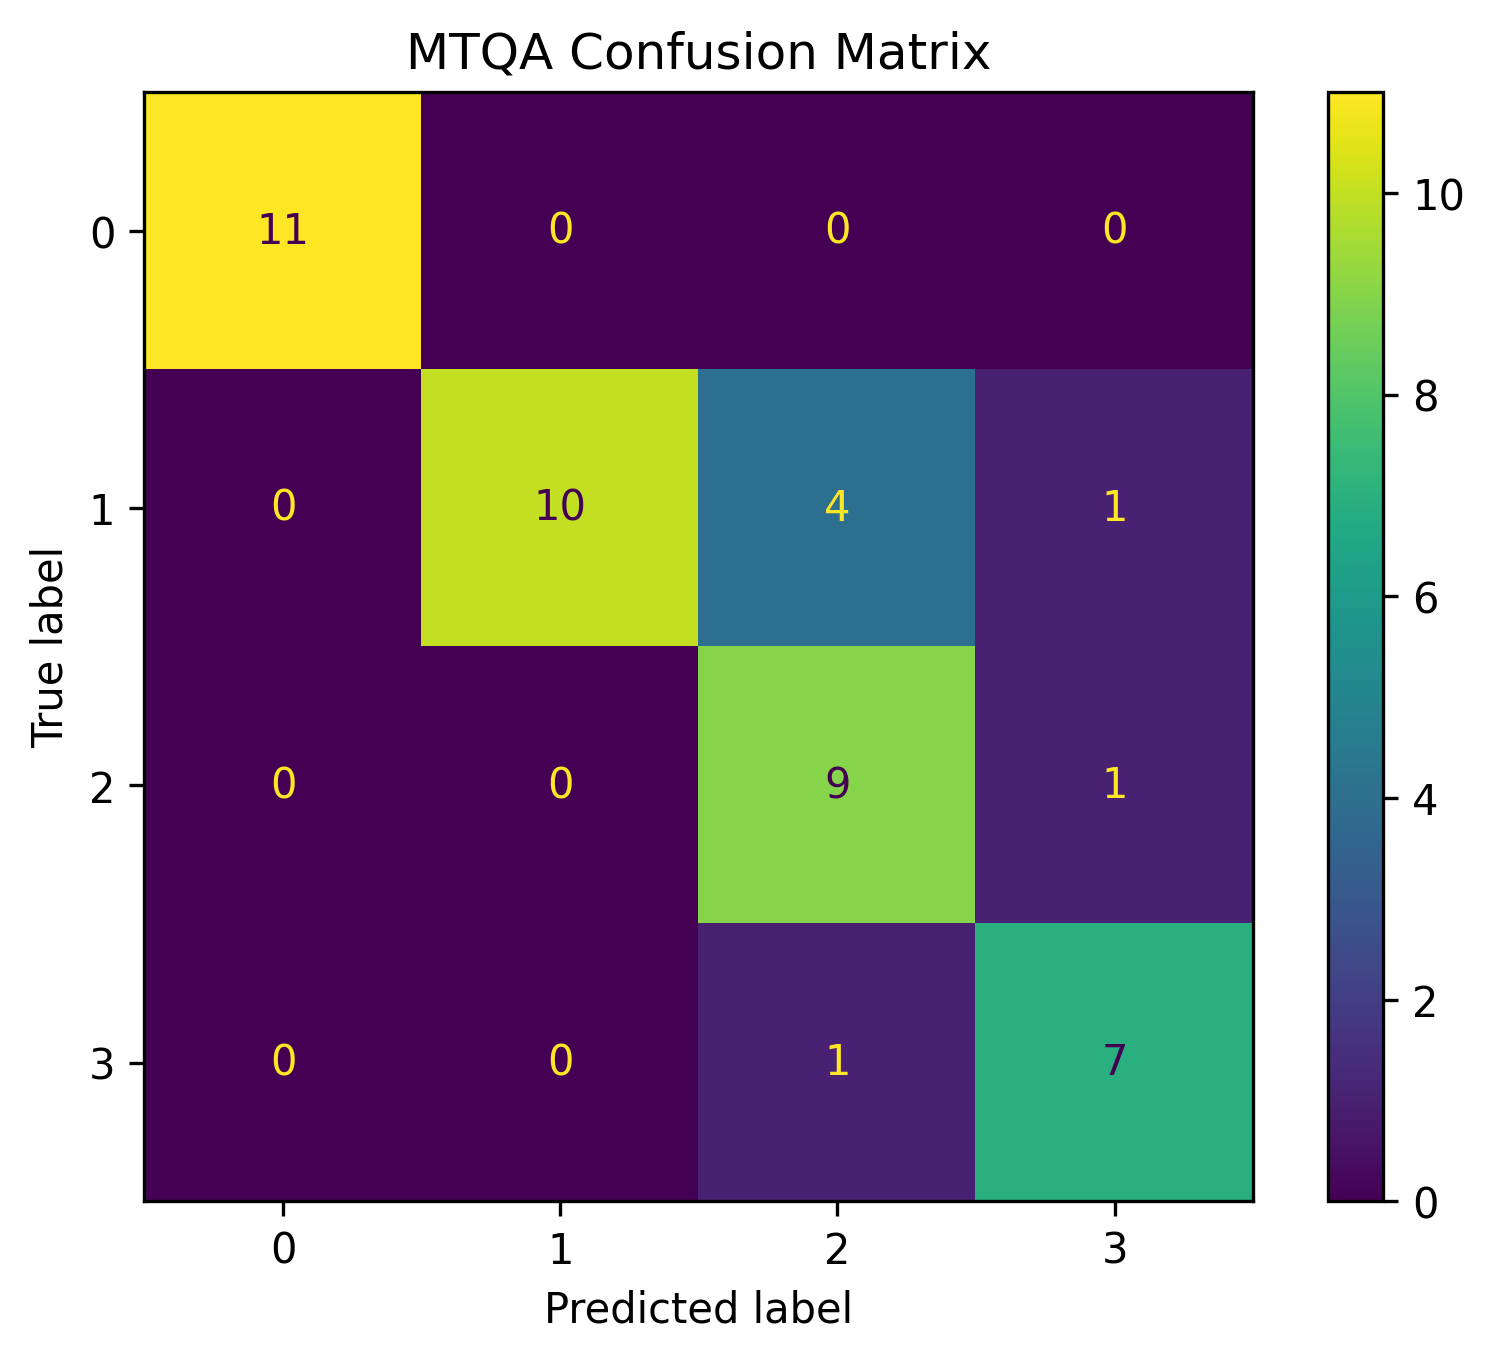 MTQA Confusion Matrix
0 11 0 0 0
1 0 10 4 1
2 0 0 9 1
3 0 0 1 7
0 1 2 3
Predicted label
True label
10
8
6
4
2
0